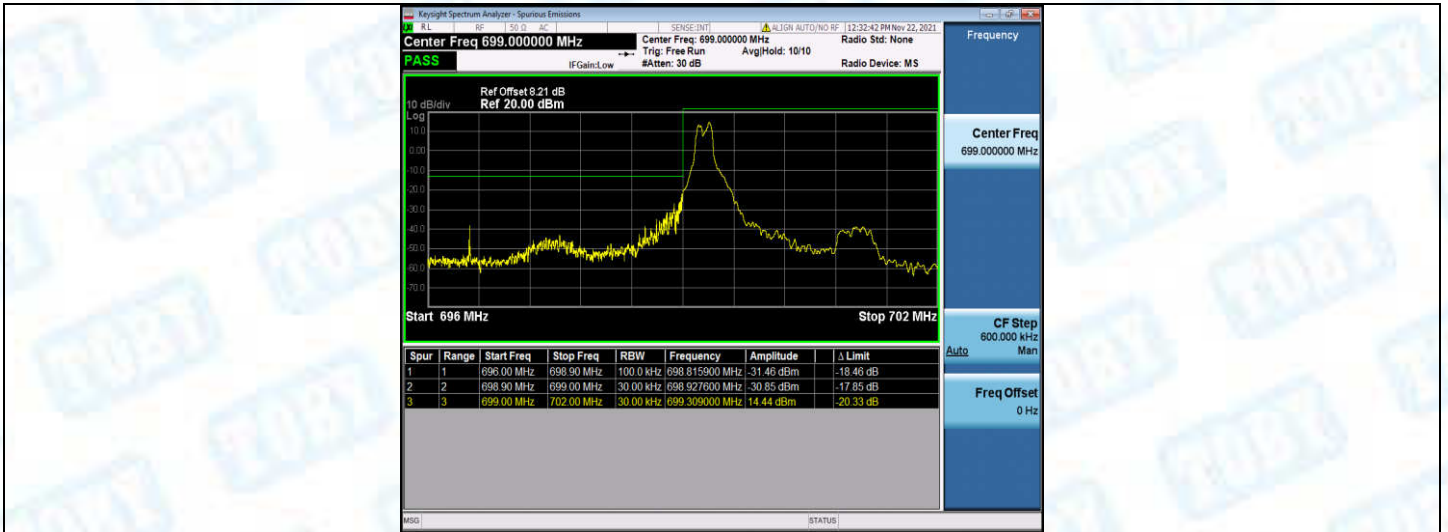 Keysight Spectrum Analyzer - Spurious Emissions
RL RF 50 Ω AC SENSE:INT ALIGN AUTO/NO RF 12:32:42 PM Nov 22, 2021
Center Freq 699.000000 MHz Center Freq: 699.000000 MHz Radio Std: None Frequency
PASS Trig: Free Run Avg|Hold: 10/10
IFGain:Low #Atten: 30 dB Radio Device: MS
Ref Offset 8.21 dB
10 dB/div Ref 20.00 dBm
Log
10.0
0.00
-10.0
-20.0
-30.0
-40.0
-50.0
-60.0
-70.0
Center Freq
699.000000 MHz
Start 696 MHz Stop 702 MHz
CF Step
600.000 kHz
Auto Man
Spur Range Start Freq Stop Freq RBW Frequency Amplitude Δ Limit
1 1 696.00 MHz 698.90 MHz 100.0 kHz 698.815900 MHz -31.46 dBm -18.46 dB
2 2 698.90 MHz 699.00 MHz 30.00 kHz 698.927600 MHz -30.85 dBm -17.85 dB
3 3 699.00 MHz 702.00 MHz 30.00 kHz 699.309000 MHz 14.44 dBm -20.33 dB
Freq Offset
0 Hz
MSG STATUS